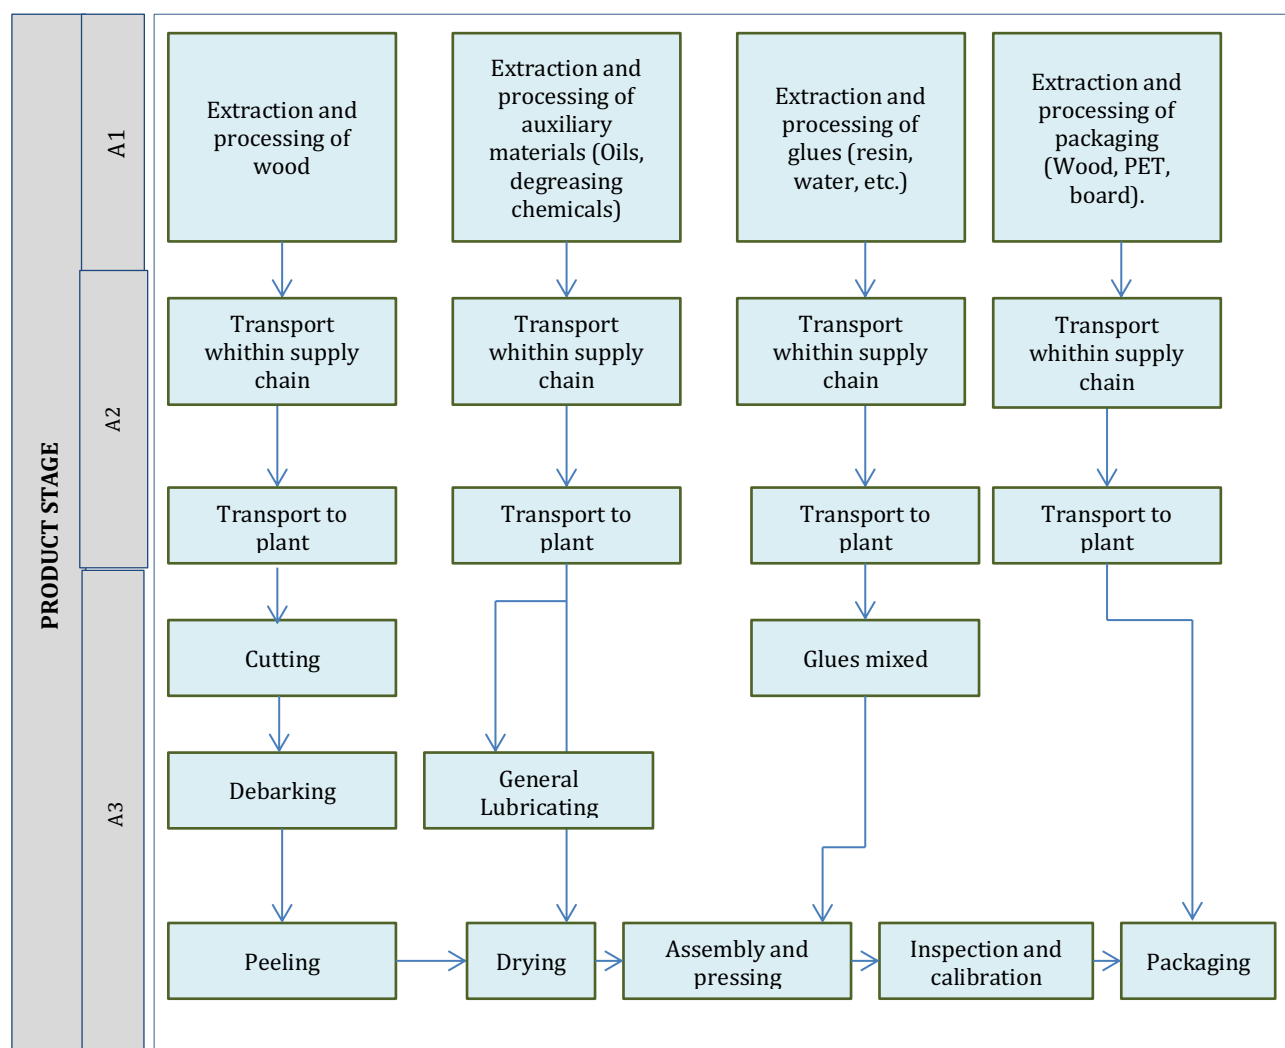 PRODUCT STAGE
A1
Extraction and
processing of
wood
Extraction and
processing of
auxiliary
materials (Oils,
degreasing
chemicals)
Extraction and
processing of
glues (resin,
water, etc.)
Extraction and
processing of
packaging
(Wood, PET,
board).
A2
Transport
whithin supply
chain
Transport
whithin supply
chain
Transport
whithin supply
chain
Transport
whithin supply
chain
Transport to
plant
Transport to
plant
Transport to
plant
Transport to
plant
A3
Cutting
Glues mixed
Debarking
General
Lubricating
Peeling
Drying
Assembly and
pressing
Inspection and
calibration
Packaging